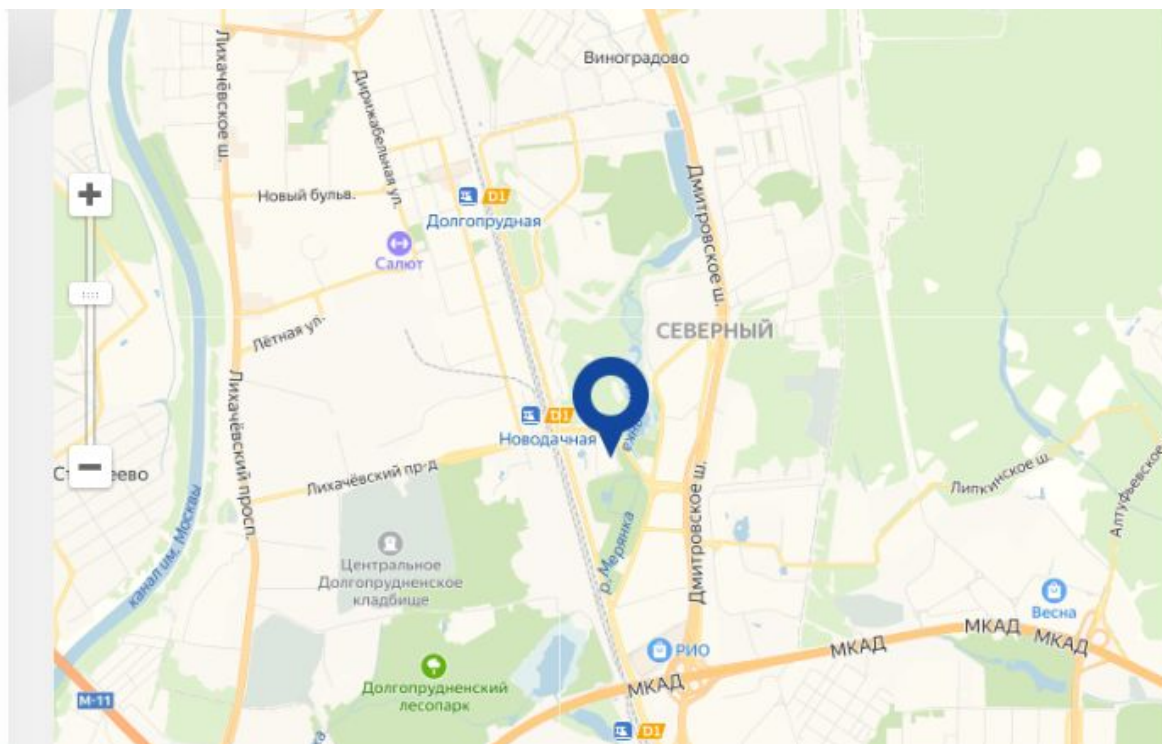 Виноградово
Лихачёвское ш.
Дирижабельная ул.
Новый бульв.
D1
Долгопрудная
Дмитровское ш.
Салют
Лётная ул.
СЕВЕРНЫЙ
Лихачёвский просп.
D1
Новодачная
Лихачёвский пр-д
канал им. Москвы
р. Мерянка
Дмитровское ш.
Липкинское ш.
Алтуфьевское
Центральное
Долгопрудненское
кладбище
Весна
РИО
МКАД
МКАД
МКАД
МКАД
Долгопрудненский
лесопарк
М-11
D1